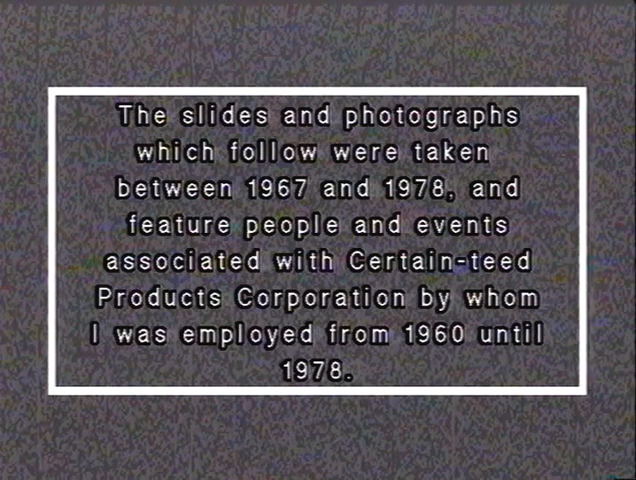 The slides and photographs
which follow were taken
between 1967 and 1978, and
feature people and events
associated with Certain-teed
Products Corporation by whom
I was employed from 1960 until
1978.